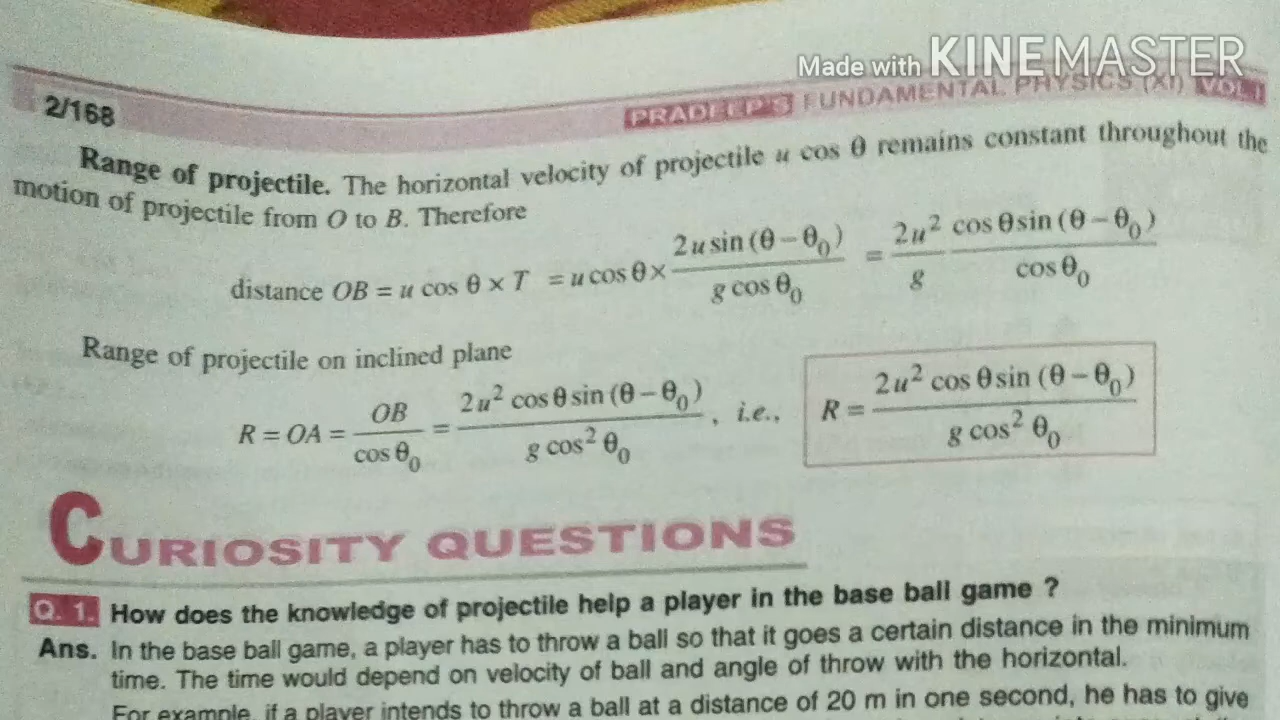 Made with KINEMASTER
2/168
PRADEEP'S FUNDAMENTAL PHYSICS (XI) VOL.I
Range of projectile. The horizontal velocity of projectile u cos θ remains constant throughout the
motion of projectile from O to B. Therefore
distance OB = u cos θ × T = u cos θ × 2 u sin (θ – θ₀) / g cos θ₀ = 2u² / g cos θ sin (θ – θ₀) / cos θ₀
Range of projectile on inclined plane
R = OA = OB / cos θ₀ = 2 u² cos θ sin (θ – θ₀) / g cos² θ₀ , i.e., R = 2 u² cos θ sin (θ – θ₀) / g cos² θ₀
CURIOSITY QUESTIONS
Q. 1. How does the knowledge of projectile help a player in the base ball game ?
Ans. In the base ball game, a player has to throw a ball so that it goes a certain distance in the minimum
time. The time would depend on velocity of ball and angle of throw with the horizontal.
For example, if a player intends to throw a ball at a distance of 20 m in one second, he has to give